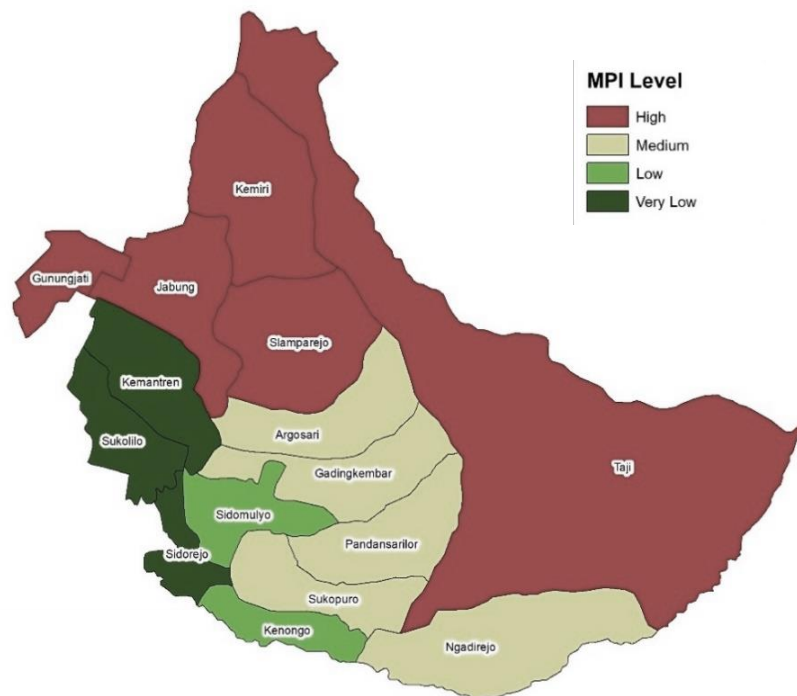 MPI Level
High
Medium
Low
Very Low
Kemiri
Gunungjati
Jabung
Slamparejo
Kemantren
Sukolilo
Argosari
Gadingkembar
Taji
Sidomulyo
Pandansarilor
Sidorejo
Sukopuro
Kenongo
Ngadirejo